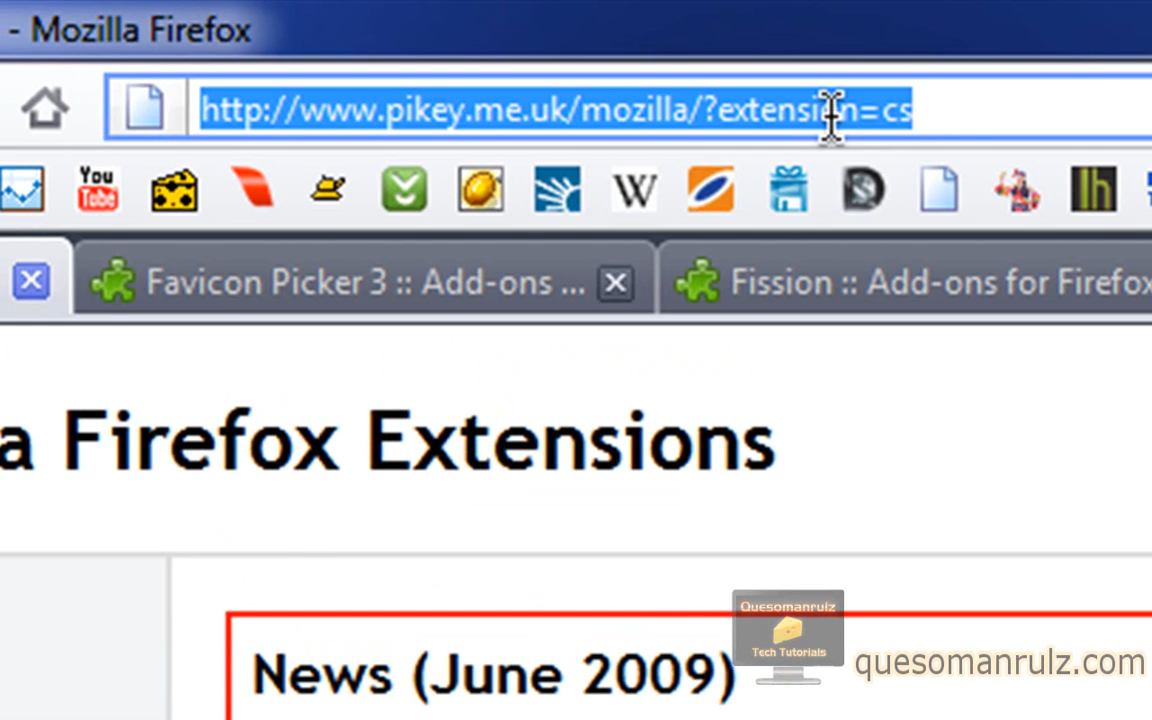 - Mozilla Firefox
http://www.pikey.me.uk/mozilla/?extension=cs
You
Tube
W
lh
Favicon Picker 3 :: Add-ons ...
Fission :: Add-ons for Firefox
a Firefox Extensions
News (June 2009)
Quesomanrulz
Tech Tutorials
quesomanrulz.com